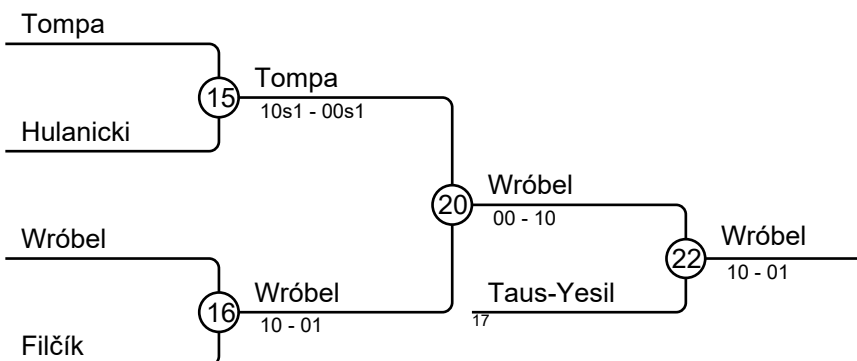 Tompa
15
Tompa
10s1 - 00s1
Hulanicki
20
Wróbel
00 - 10
Wróbel
22
Wróbel
10 - 01
16
Wróbel
10 - 01
Taus-Yesil
17
Filčík